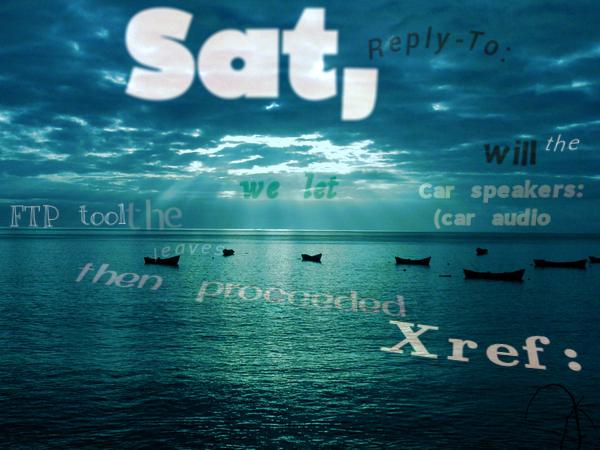 Sat,
Reply-To:
will
the
we let
Car speakers:
(car audio
FTP tool
the
leaves
then proceeded
Xref: